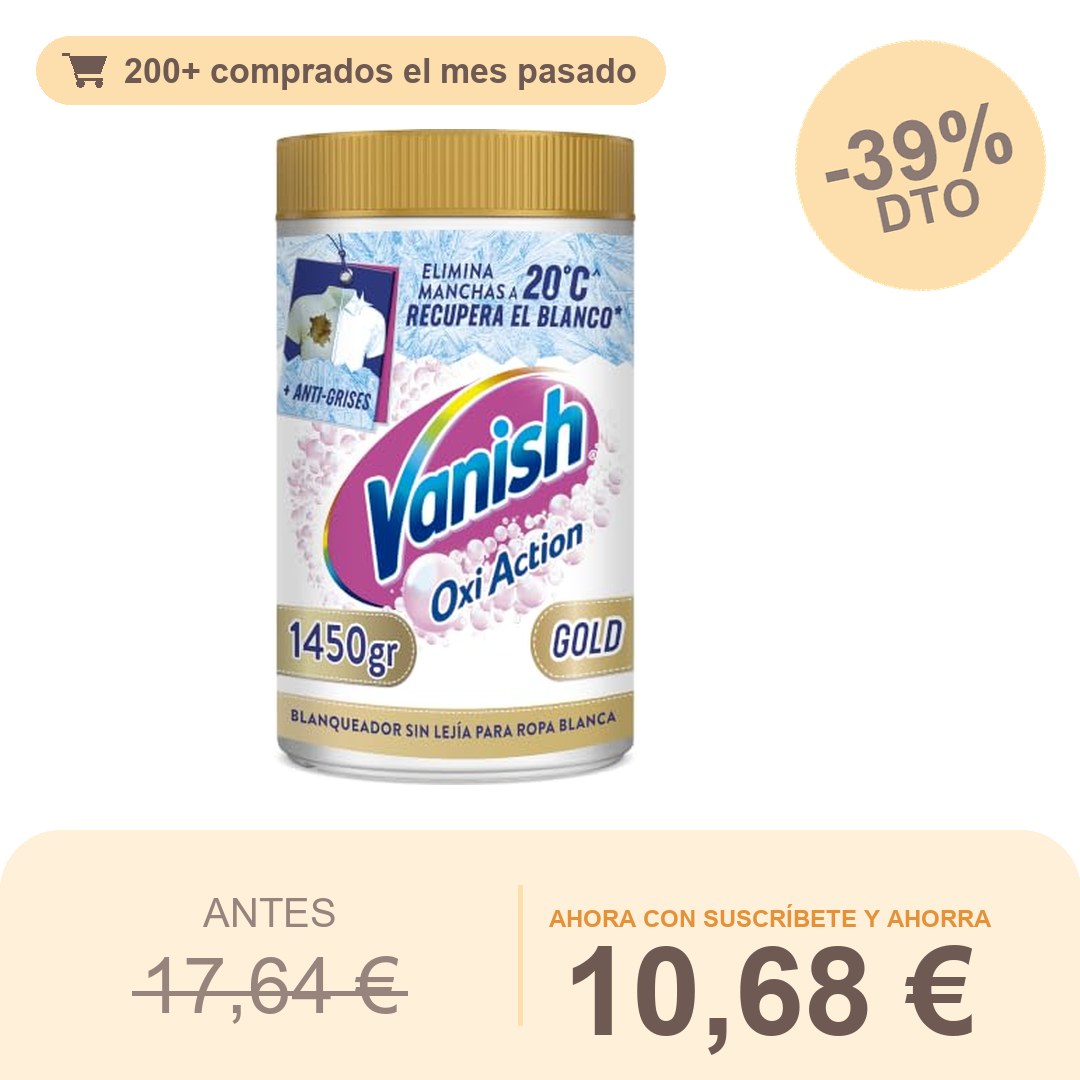 200+ comprados el mes pasado
-39%
DTO
ELIMINA
MANCHAS A 20°C^
RECUPERA EL BLANCO*
+ ANTI-GRISES
Vanish
Oxi Action
1450gr
GOLD
BLANQUEADOR SIN LEJÍA PARA ROPA BLANCA
ANTES
17,64 €
AHORA CON SUSCRÍBETE Y AHORRA
10,68 €